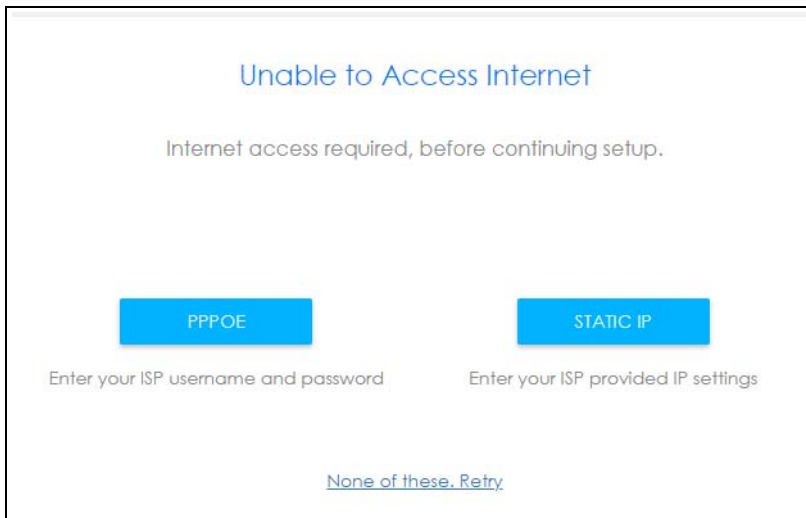 Unable to Access Internet
Internet access required, before continuing setup.
PPPOE
STATIC IP
Enter your ISP username and password
Enter your ISP provided IP settings
None of these. Retry